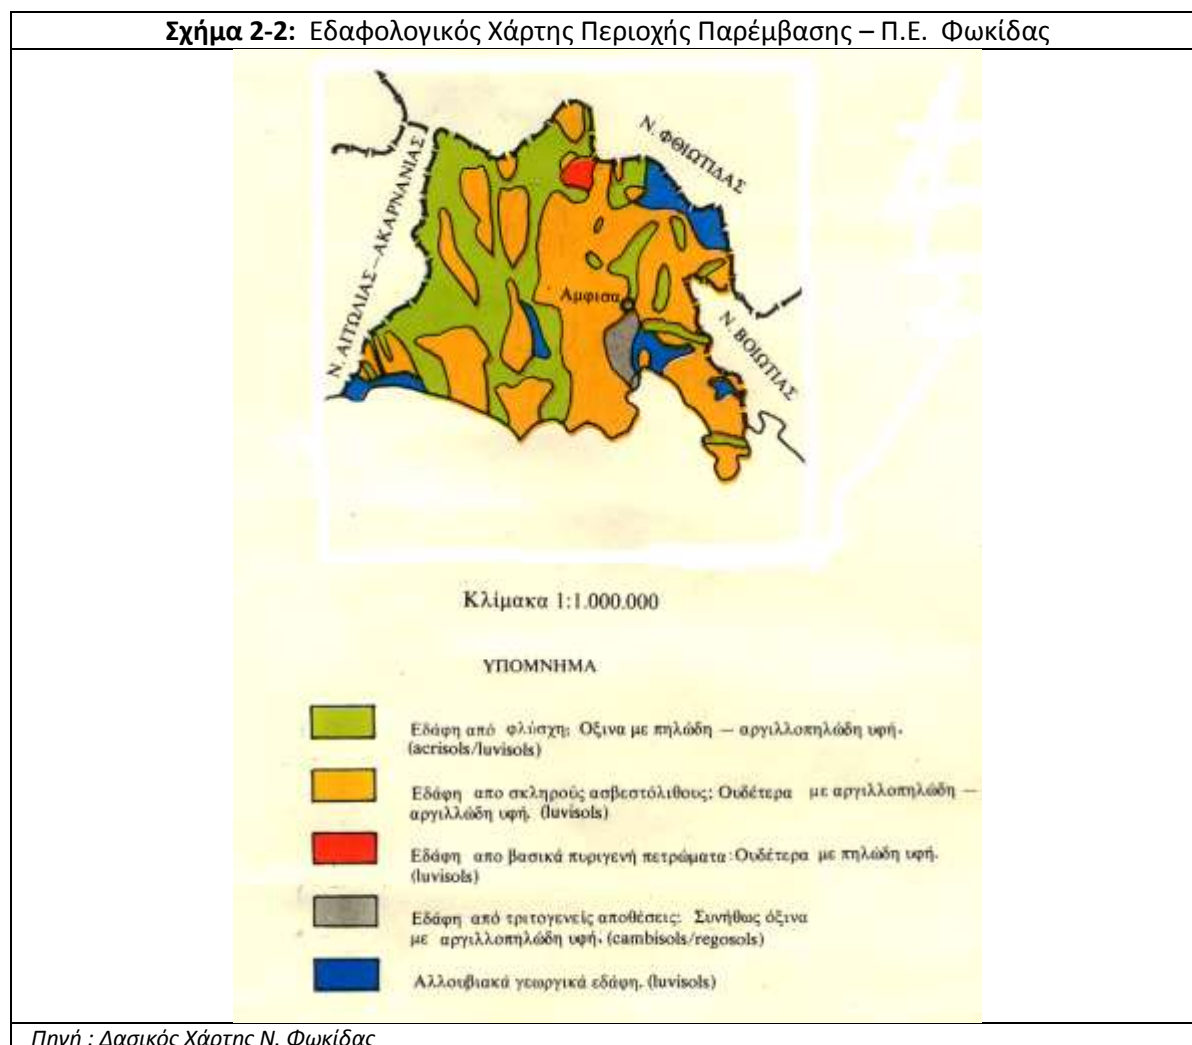 Σχήμα 2-2: Εδαφολογικός Χάρτης Περιοχής Παρέμβασης – Π.Ε. Φωκίδας
Ν. ΦΘΙΩΤΙΔΑΣ
Ν. ΑΙΤΩΛΙΑΣ–ΑΚΑΡΝΑΝΙΑΣ
Αμφισα
Ν. ΒΟΙΩΤΙΑΣ
Κλίμακα 1:1.000.000
ΥΠΟΜΝΗΜΑ
Εδάφη από φλύσχη: Οξινα με πηλώδη – αργιλλοπηλώδη υφή.
(acrisols/luvisols)
Εδάφη απο σκληρούς ασβεστόλιθους: Ουδέτερα με αργιλλοπηλώδη –
αργιλλώδη υφή. (luvisols)
Εδάφη απο βασικά πυριγενή πετρώματα: Ουδέτερα με πηλώδη υφή.
(luvisols)
Εδάφη από τριτογενείς αποθέσεις: Συνήθως όξινα
με αργιλλοπηλώδη υφή. (cambisols/regosols)
Αλλουβιακά γεωργικά εδάφη. (luvisols)
Πηγή : Δασικός Χάρτης Ν. Φωκίδας